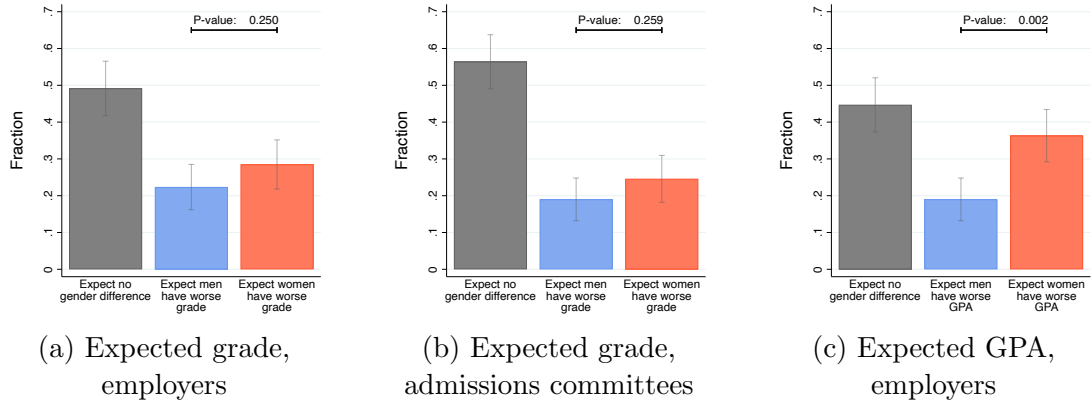 P-value: 0.250
Fraction
.7
.6
.5
.4
.3
.2
.1
0
Expect no
gender difference
Expect men
have worse
grade
Expect women
have worse
grade
(a) Expected grade,
employers
P-value: 0.259
Fraction
.7
.6
.5
.4
.3
.2
.1
0
Expect no
gender difference
Expect men
have worse
grade
Expect women
have worse
grade
(b) Expected grade,
admissions committees
P-value: 0.002
Fraction
.7
.6
.5
.4
.3
.2
.1
0
Expect no
gender difference
Expect men
have worse
GPA
Expect women
have worse
GPA
(c) Expected GPA,
employers